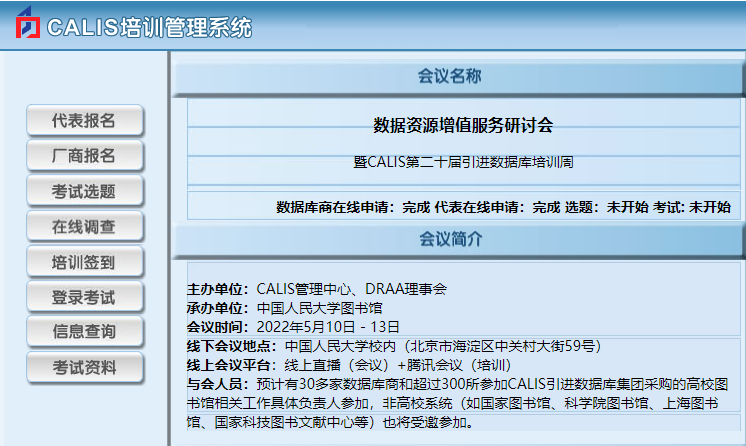 CALIS培训管理系统
代表报名
厂商报名
考试选题
在线调查
培训签到
登录考试
信息查询
考试资料
会议名称
数据资源增值服务研讨会
暨CALIS第二十届引进数据库培训周
数据库商在线申请：完成 代表在线申请：完成 选题：未开始 考试: 未开始
会议简介
主办单位：CALIS管理中心、DRAA理事会
承办单位：中国人民大学图书馆
会议时间：2022年5月10日－13日
线下会议地点：中国人民大学校内（北京市海淀区中关村大街59号）
线上会议平台：线上直播（会议）+腾讯会议（培训）
与会人员：预计有30多家数据库商和超过300所参加CALIS引进数据库集团采购的高校图
书馆相关工作具体负责人参加，非高校系统（如国家图书馆、科学院图书馆、上海图书
馆、国家科技图书文献中心等）也将受邀参加。